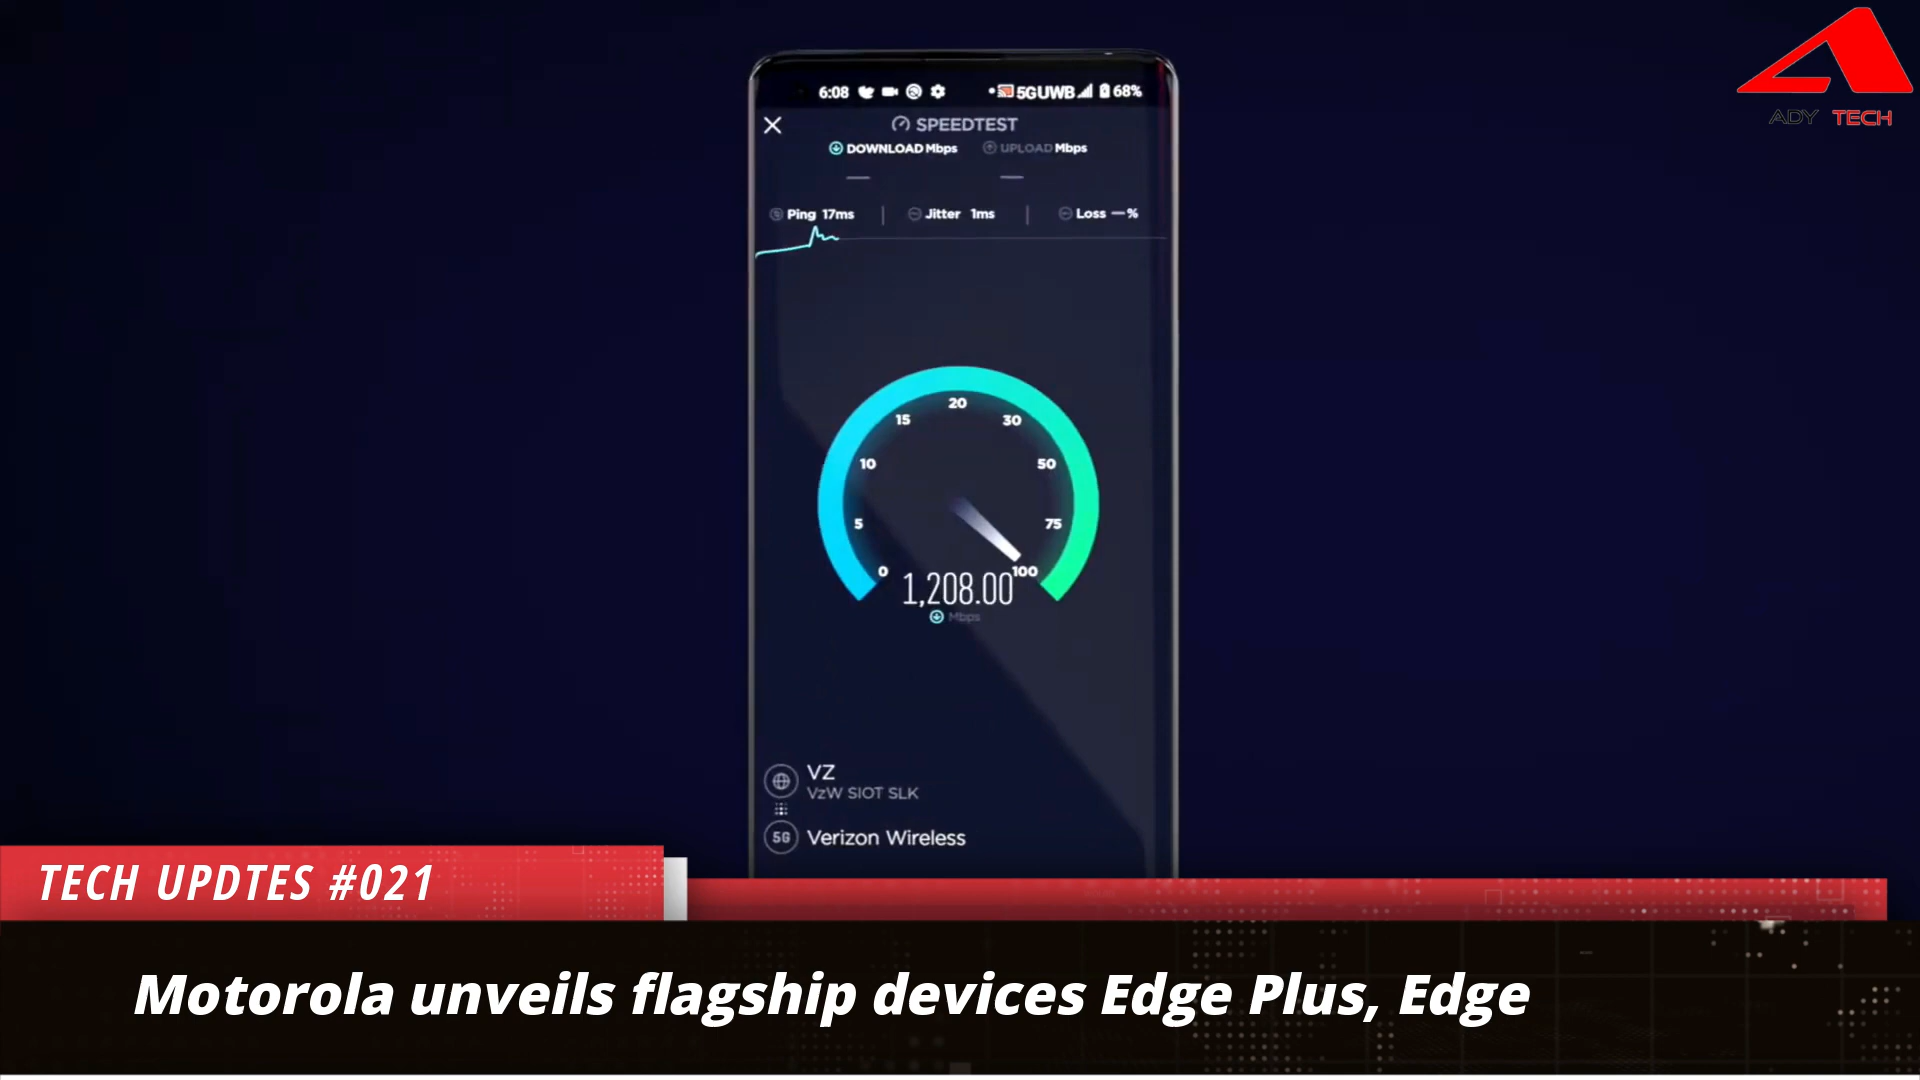 ADY TECH
6:08 5GUWB 68%
SPEEDTEST
DOWNLOAD Mbps UPLOAD Mbps
Ping 17ms Jitter 1ms Loss — %
20
15 30
10 50
5 75
0 100
1,208.00
Mbps
VZ
VzW SIOT SLK
5G Verizon Wireless
TECH UPDTES #021
Motorola unveils flagship devices Edge Plus, Edge